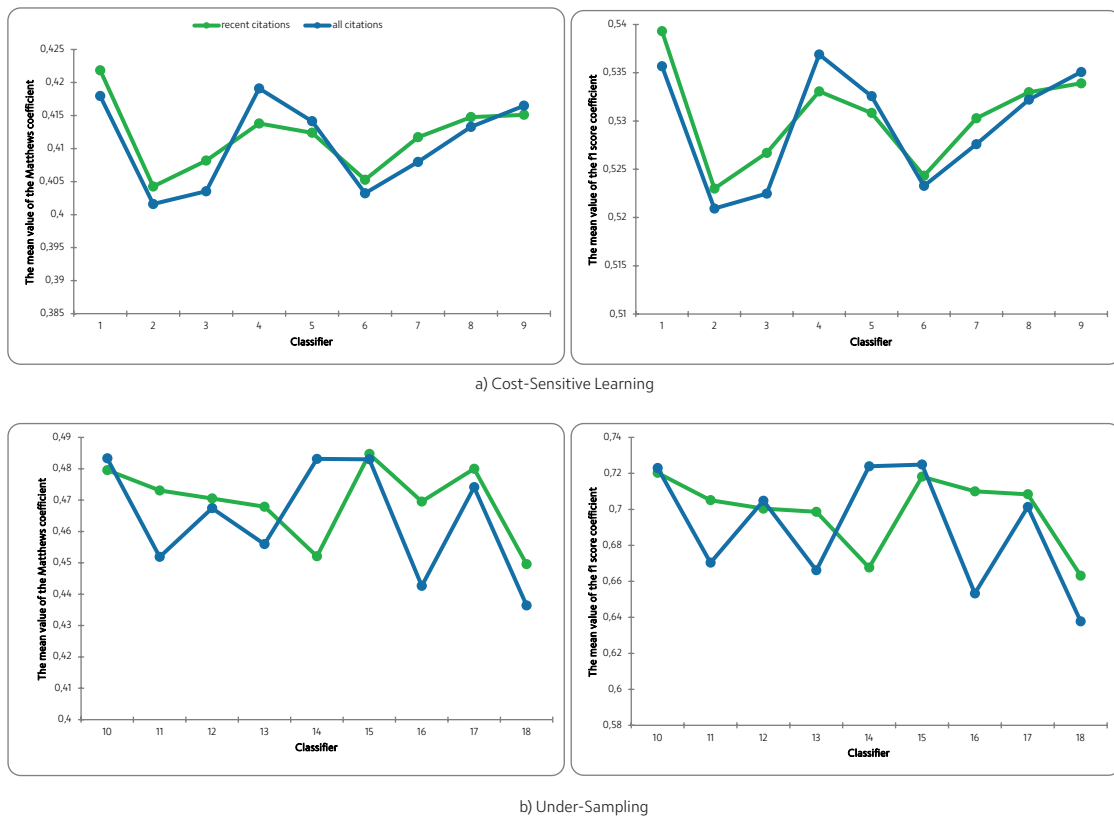 recent citations all citations
The mean value of the Matthews coefficient
0,425
0,42
0,415
0,41
0,405
0,4
0,395
0,39
0,385
1 2 3 4 5 6 7 8 9
Classifier
The mean value of the f1 score coefficient
0,54
0,535
0,53
0,525
0,52
0,515
0,51
1 2 3 4 5 6 7 8 9
Classifier
a) Cost-Sensitive Learning
The mean value of the Matthews coefficient
0,49
0,48
0,47
0,46
0,45
0,44
0,43
0,42
0,41
0,4
10 11 12 13 14 15 16 17 18
Classifier
The mean value of the f1 score coefficient
0,74
0,72
0,7
0,68
0,66
0,64
0,62
0,6
0,58
10 11 12 13 14 15 16 17 18
Classifier
b) Under-Sampling